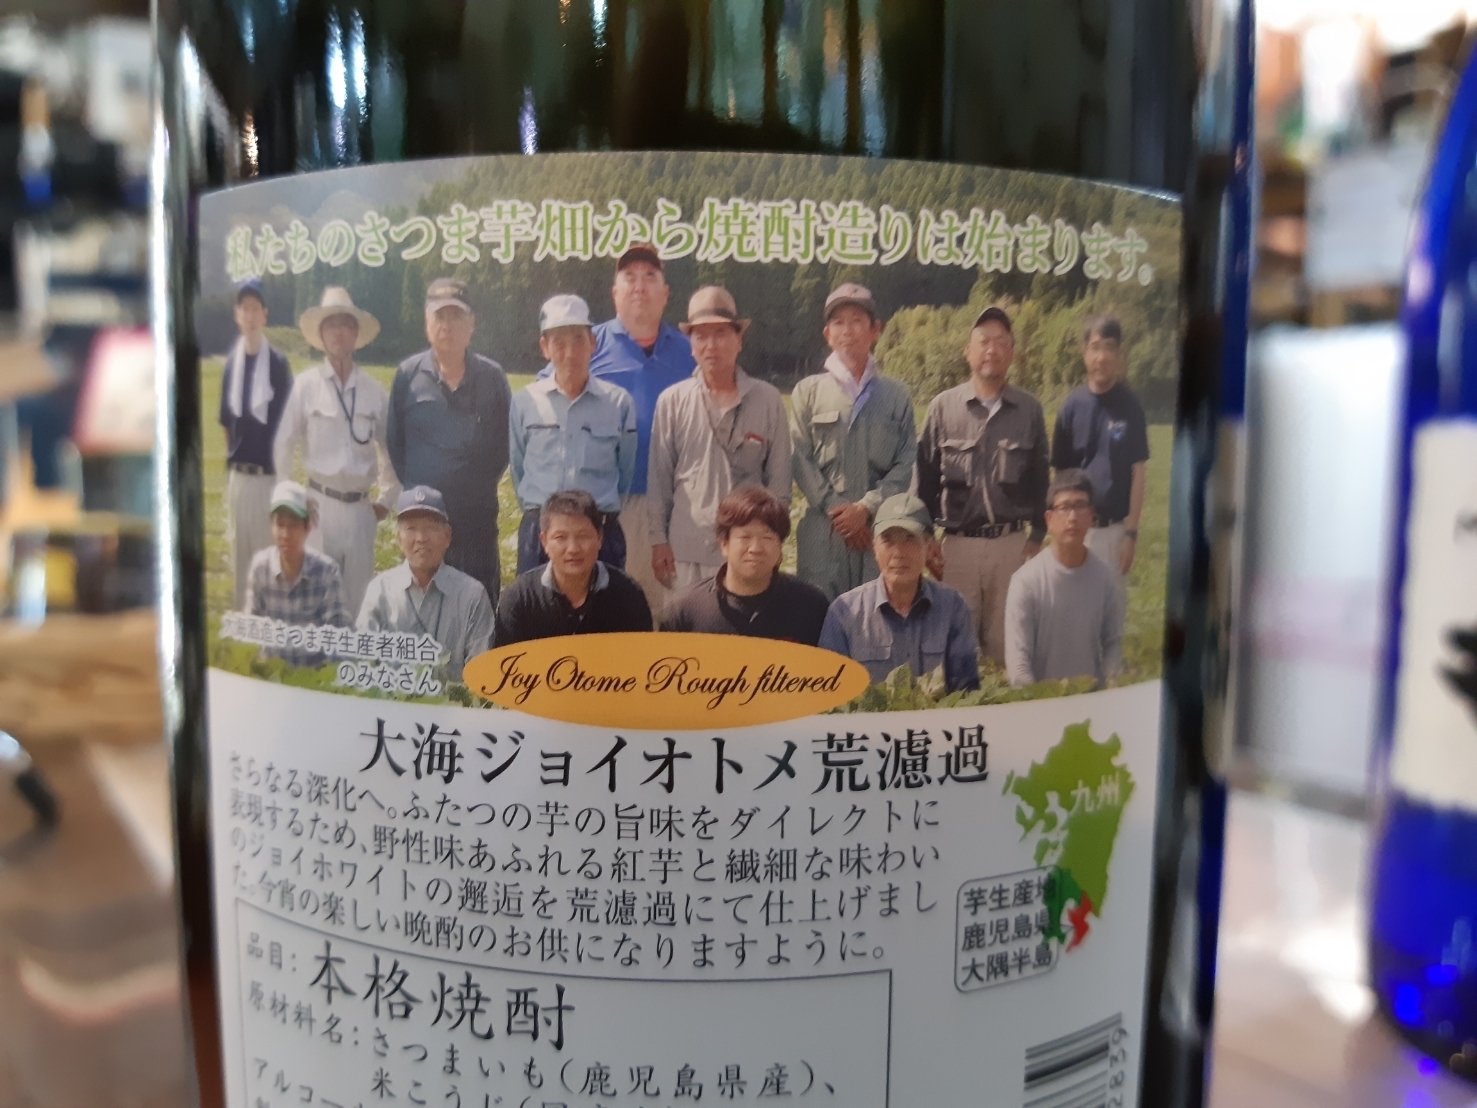 私たちのさつま芋畑から焼酎造りは始まります。
大海酒造さつま芋生産者組合
のみなさん
Joy Otome Rough filtered
大海ジョイオトメ荒濾過
さらなる深化へ。ふたつの芋の旨味をダイレクトに
表現するため、野性味あふれる紅芋と繊細な味わい
のジョイホワイトの邂逅を荒濾過にて仕上げまし
た。今宵の楽しい晩酌のお供になりますように。
九州
芋生産地
鹿児島県
大隅半島
品目：本格焼酎
原材料名：さつまいも（鹿児島県産）、
米こうじ
アルコール